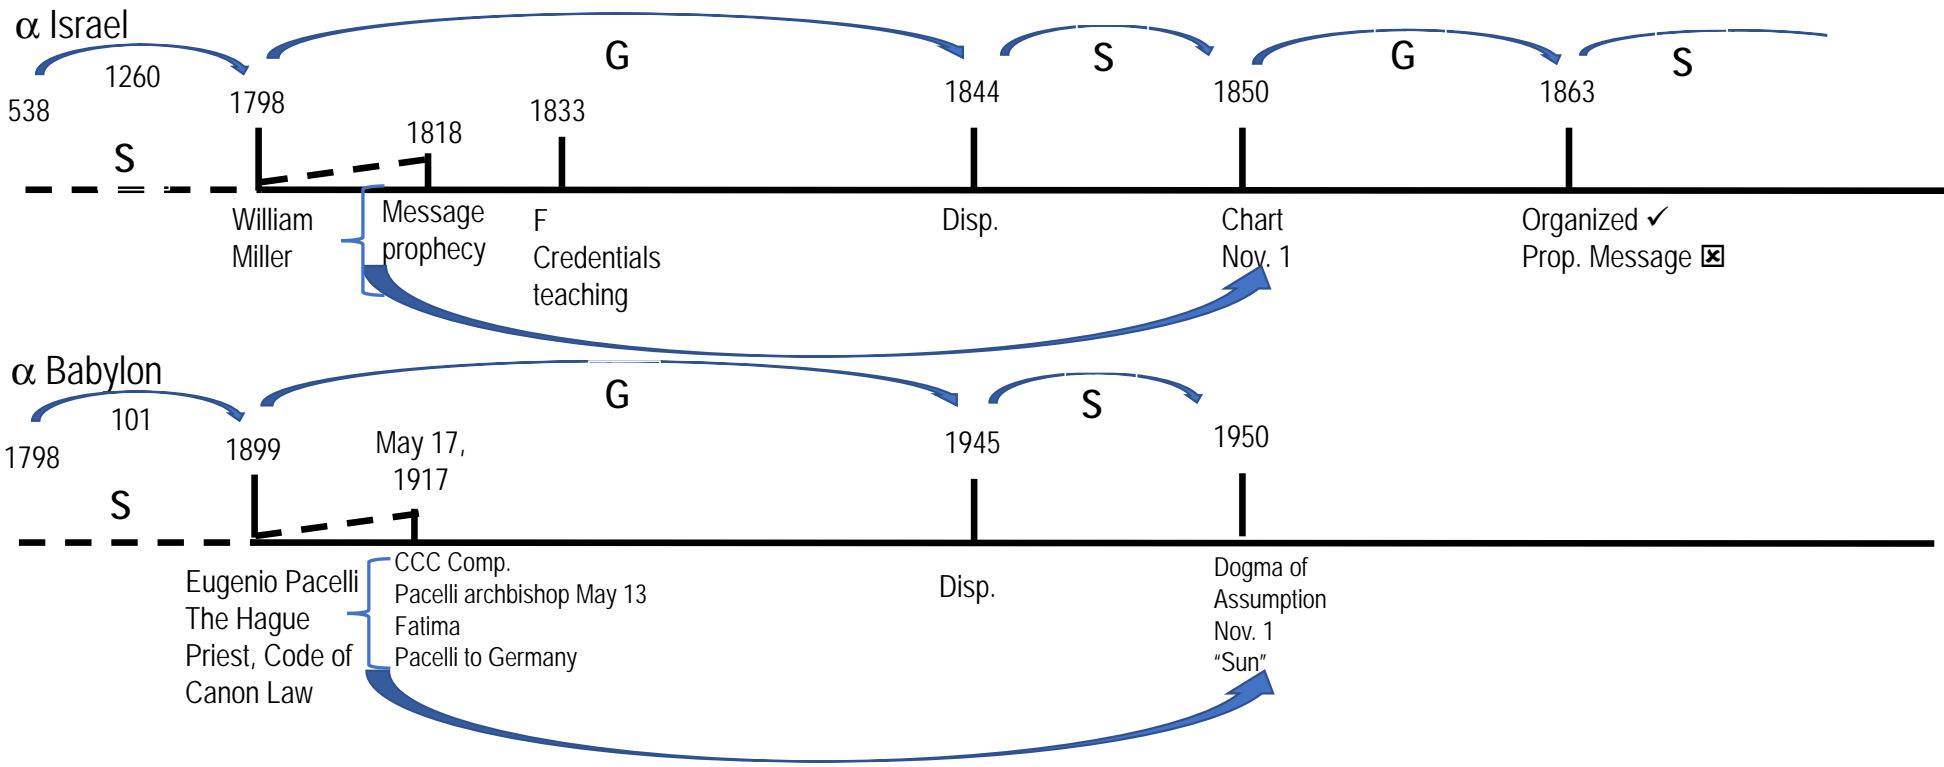 α Israel
G
S
G
S
1260
538
1798
1818
1833
1844
1850
1863
S
William
Miller
Message
prophecy
F
Credentials
teaching
Disp.
Chart
Nov. 1
Organized ✓
Prop. Message ☒
α Babylon
G
S
101
1798
1899
May 17,
1917
1945
1950
S
Eugenio Pacelli
The Hague
Priest, Code of
Canon Law
CCC Comp.
Pacelli archbishop May 13
Fatima
Pacelli to Germany
Disp.
Dogma of
Assumption
Nov. 1
“Sun”